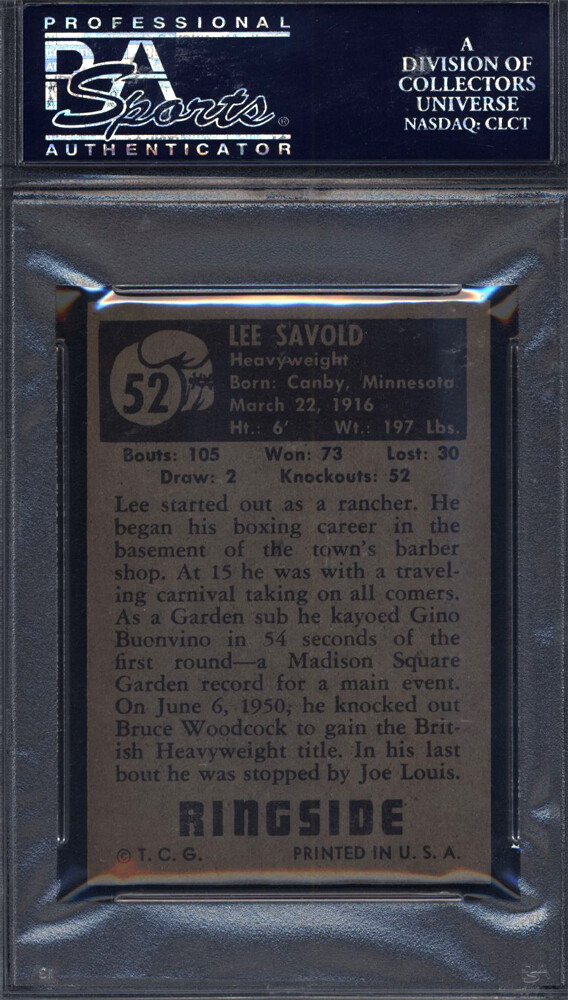 PROFESSIONAL
PSA
Sports®
AUTHENTICATOR
A
DIVISION OF
COLLECTORS
UNIVERSE
NASDAQ: CLCT
52
LEE SAVOLD
Heavyweight
Born: Canby, Minnesota
March 22, 1916
Ht.: 6' Wt.: 197 Lbs.
Bouts: 105 Won: 73 Lost: 30
Draw: 2 Knockouts: 52
Lee started out as a rancher. He
began his boxing career in the
basement of the town's barber
shop. At 15 he was with a travel-
ing carnival taking on all comers.
As a Garden sub he kayoed Gino
Buonvino in 54 seconds of the
first round—a Madison Square
Garden record for a main event.
On June 6, 1950, he knocked out
Bruce Woodcock to gain the Brit-
ish Heavyweight title. In his last
bout he was stopped by Joe Louis.
RINGSIDE
© T. C. G. PRINTED IN U. S. A.